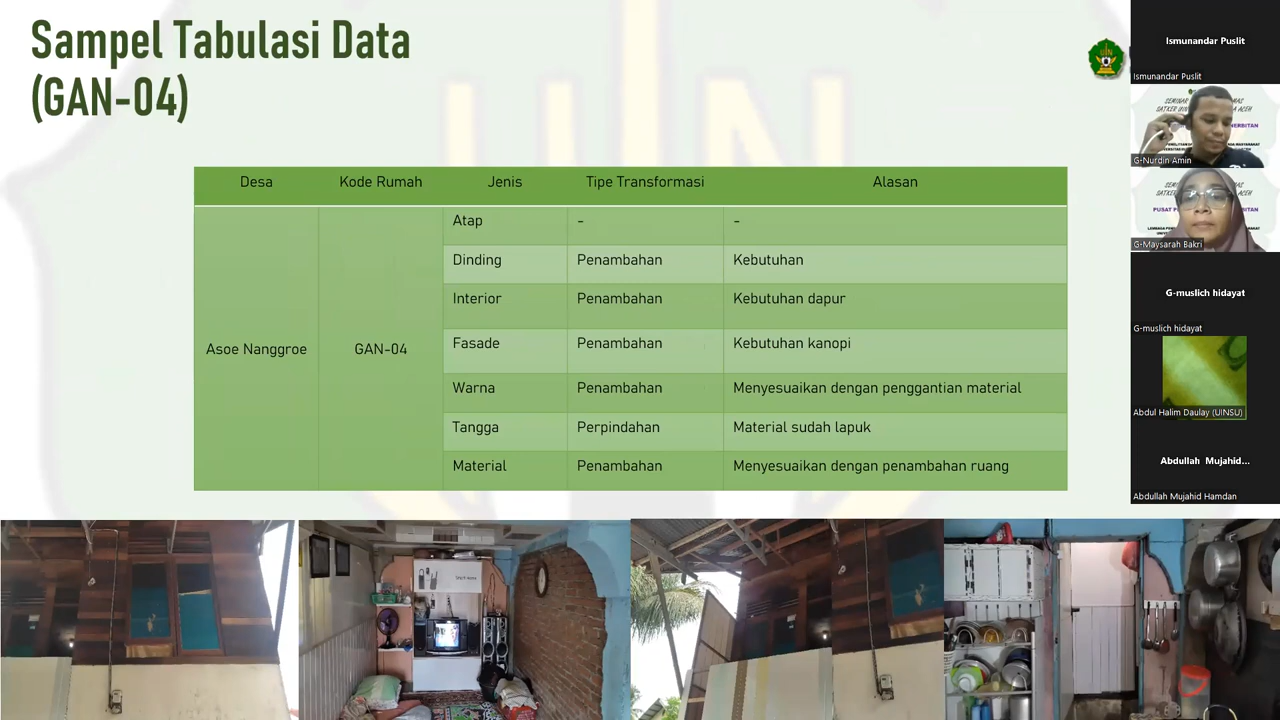 Sampel Tabulasi Data
(GAN-04)
Desa Kode Rumah Jenis Tipe Transformasi Alasan
Atap - -
Dinding Penambahan Kebutuhan
Interior Penambahan Kebutuhan dapur
Asoe Nanggroe GAN-04
Fasade Penambahan Kebutuhan kanopi
Warna Penambahan Menyesuaikan dengan penggantian material
Tangga Perpindahan Material sudah lapuk
Material Penambahan Menyesuaikan dengan penambahan ruang
Ismunandar Puslit
Ismunandar Puslit
G-Nurdin Amin
G-Maysarah Bakri
G-muslich hidayat
G-muslich hidayat
Abdul Halim Daulay (UINSU)
Abdullah Mujahid...
Abdullah Mujahid Hamdan